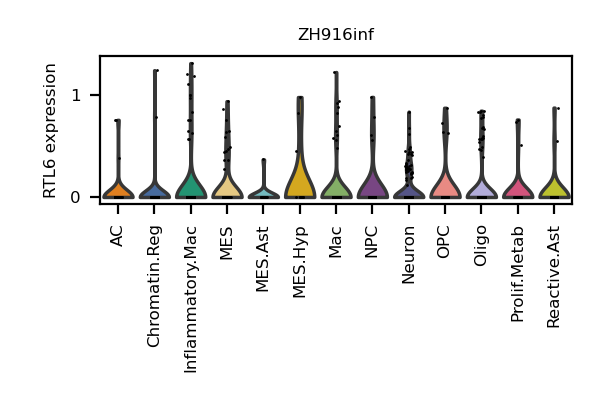 ZH916inf
RTL6 expression
1
0
AC
Chromatin.Reg
Inflammatory.Mac
MES
MES.Ast
MES.Hyp
Mac
NPC
Neuron
OPC
Oligo
Prolif.Metab
Reactive.Ast